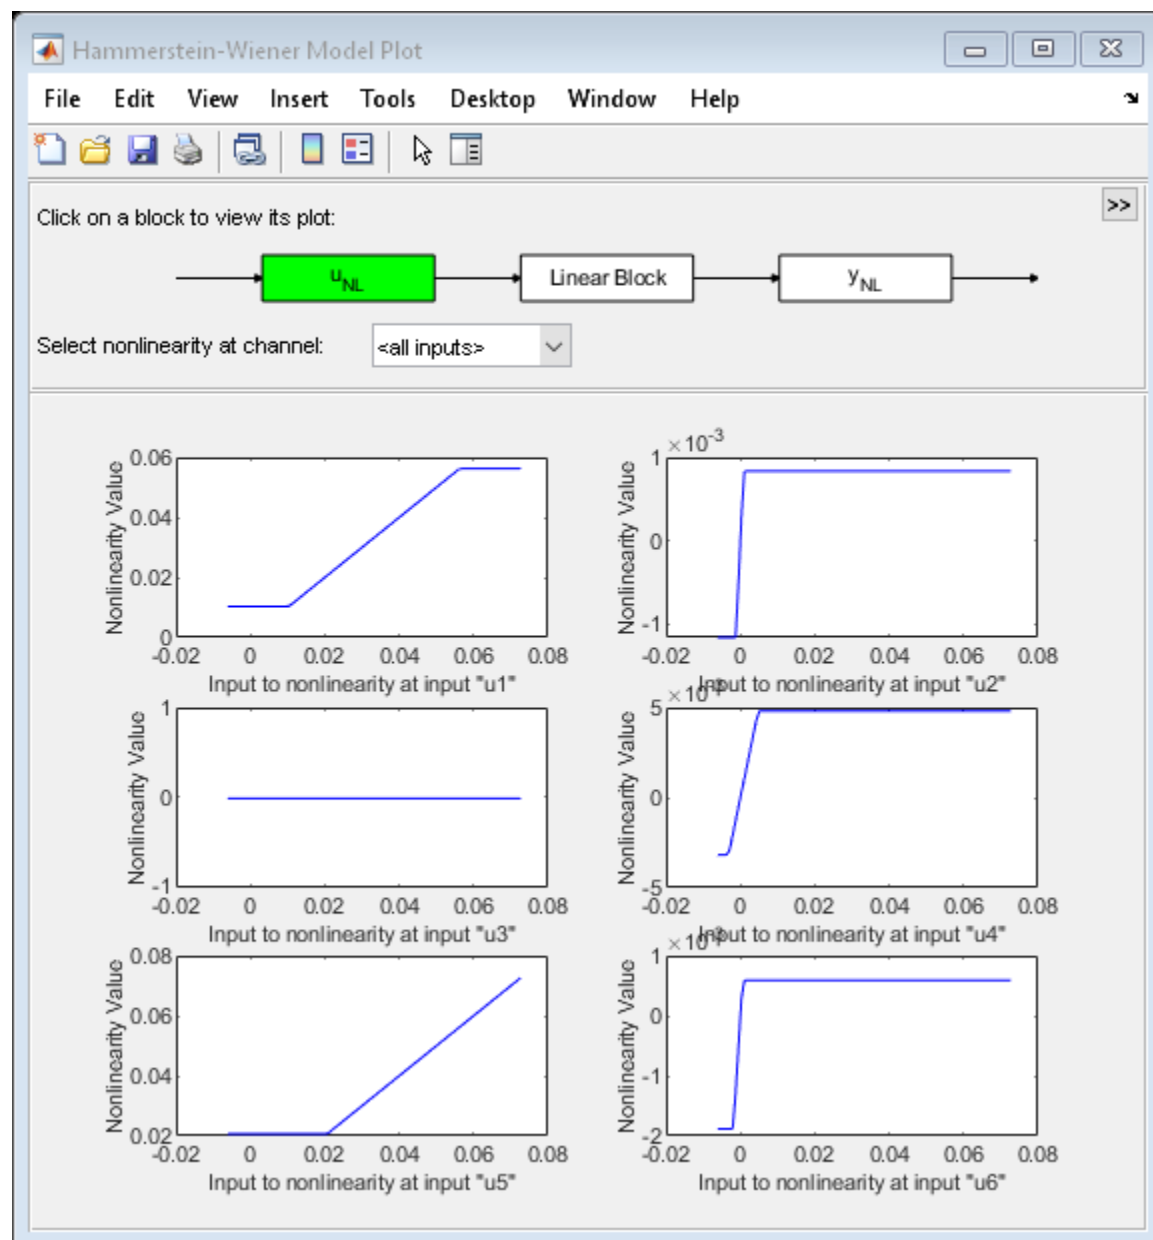 Hammerstein-Wiener Model Plot
File Edit View Insert Tools Desktop Window Help
Click on a block to view its plot:
>>
uNL Linear Block yNL
Select nonlinearity at channel: <all inputs>
0.06
0.04
0.02
0
Nonlinearity Value
-0.02 0 0.02 0.04 0.06 0.08
Input to nonlinearity at input "u1"
×10-3
1
0
-1
Nonlinearity Value
-0.02 0 0.02 0.04 0.06 0.08
Input to nonlinearity at input "u2"
1
0
-1
Nonlinearity Value
-0.02 0 0.02 0.04 0.06 0.08
Input to nonlinearity at input "u3"
5
0
-5
Nonlinearity Value
-0.02 0 0.02 0.04 0.06 0.08
Input to nonlinearity at input "u4"
0.08
0.06
0.04
0.02
Nonlinearity Value
-0.02 0 0.02 0.04 0.06 0.08
Input to nonlinearity at input "u5"
1
0
-1
-2
Nonlinearity Value
-0.02 0 0.02 0.04 0.06 0.08
Input to nonlinearity at input "u6"